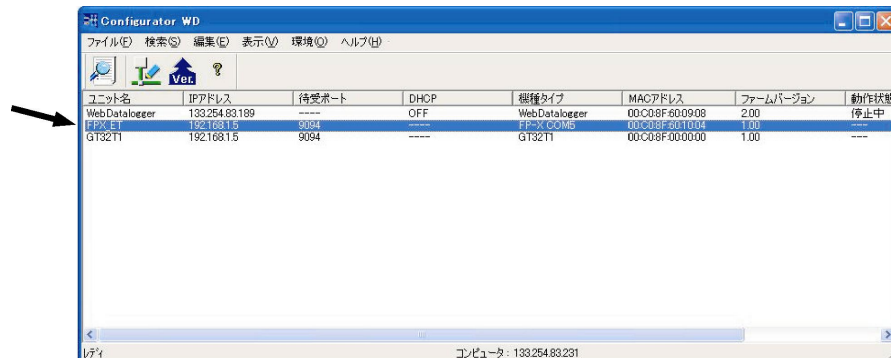 Configurator WD
ファイル(F) 検索(S) 編集(E) 表示(V) 環境(O) ヘルプ(H)
Ver.
ユニット名 IPアドレス 待受ポート DHCP 機種タイプ MACアドレス ファームバージョン 動作状態
WebDatalogger 133.254.83.189 ---- OFF WebDatalogger 00:C0:8F:60:09:08 2.00 停止中
FPX_ET 192.168.1.5 9094 ---- FP-X COM5 00:C0:8F:60:10:04 1.00 ---
GT32T1 192.168.1.5 9094 ---- GT32T1 00:C0:8F:00:00:00 1.00 ---
レディ コンピュータ : 133.254.83.231